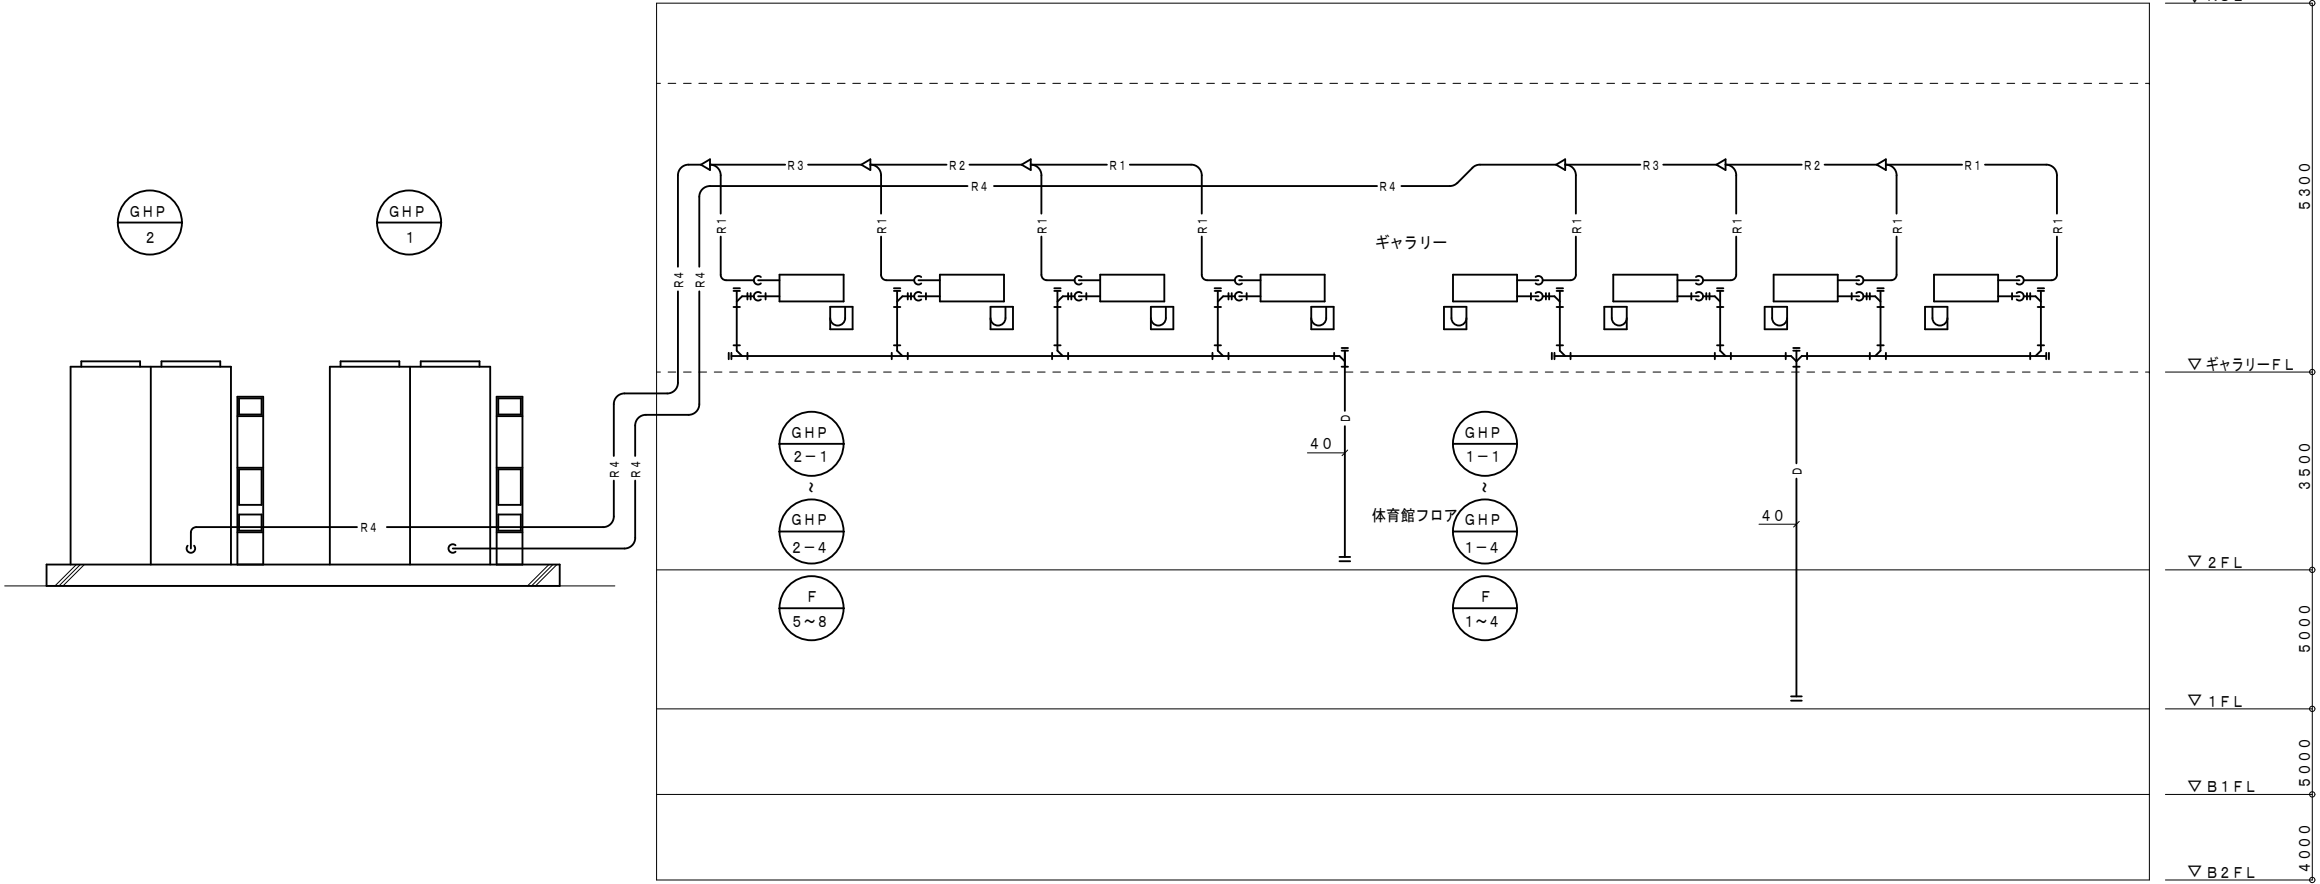 R3
R2
R1
R3
R2
R1
R4
R4
GHP
2
GHP
1
R1
R1
R1
R1
R1
R1
R1
R1
ギャラリー
R4
R4
5300
▽ギャラリーFL
GHP
2-1
~
GHP
2-4
F
5~8
D
40
GHP
1-1
~
GHP
1-4
F
1~4
体育館フロア
D
40
R4
R4
R4
3500
▽2FL
5000
▽1FL
5000
▽B1FL
4000
▽B2FL